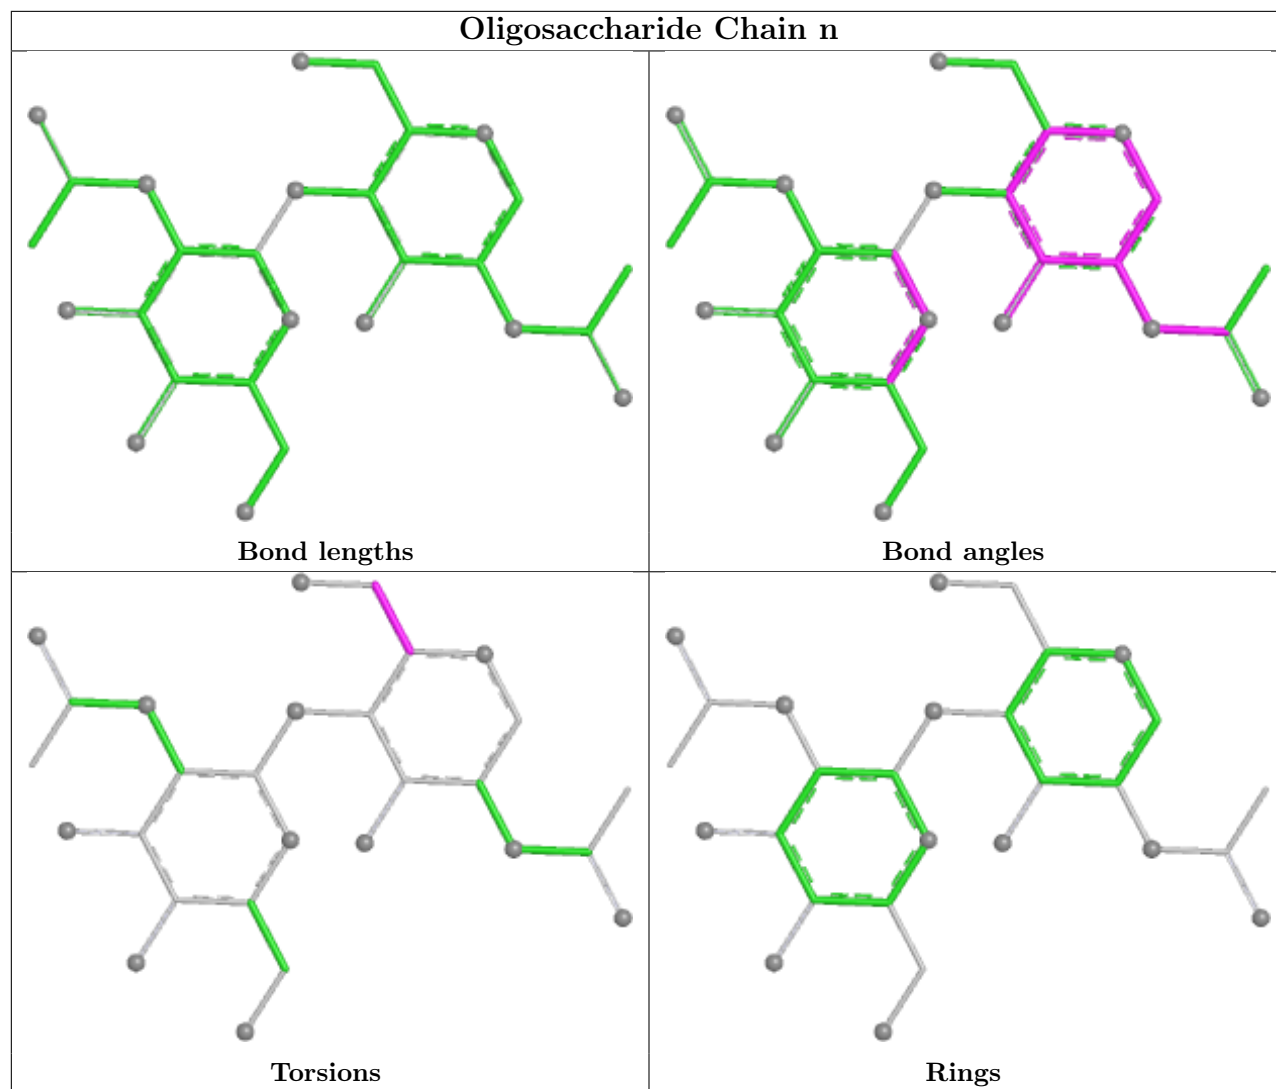 Oligosaccharide Chain n
Bond lengths
Bond angles
Torsions
Rings